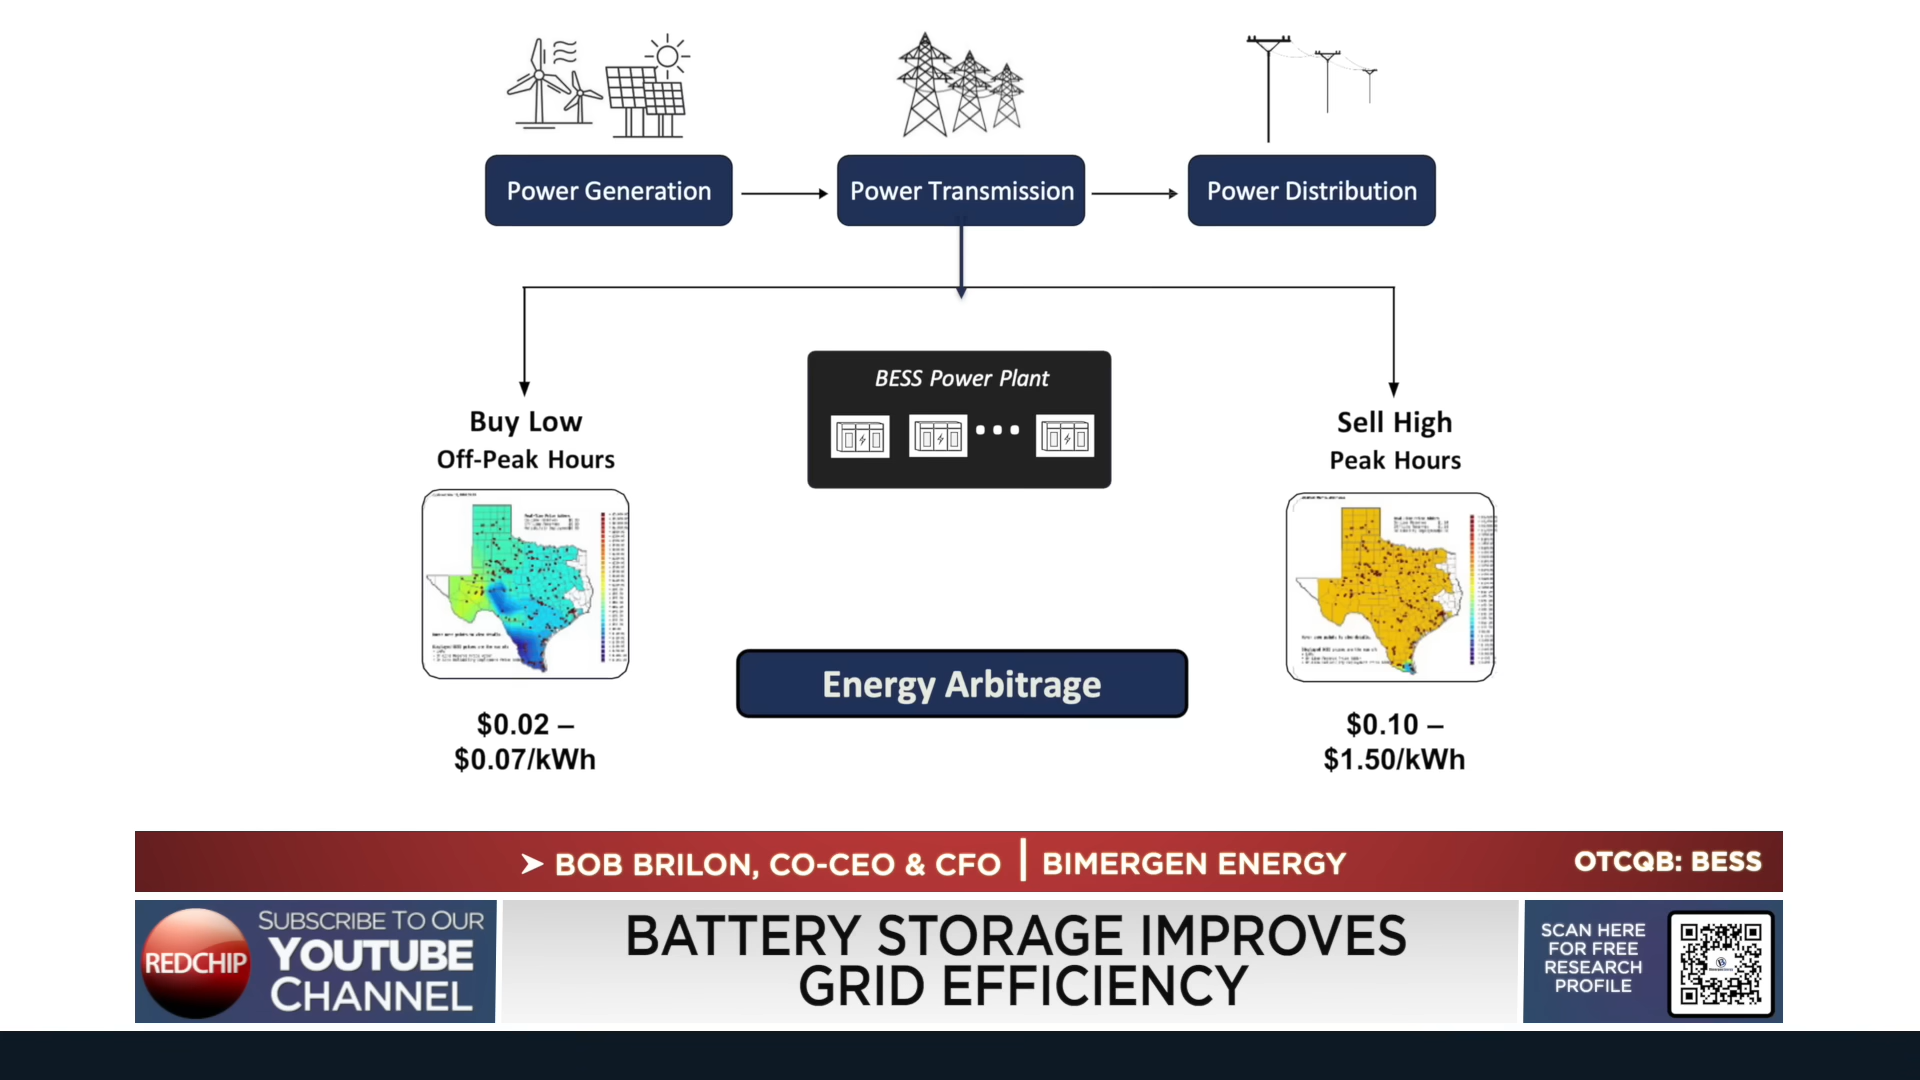 Power Generation
Power Transmission
Power Distribution
BESS Power Plant
Buy Low
Off-Peak Hours
Sell High
Peak Hours
Energy Arbitrage
$0.02 –
$0.07/kWh
$0.10 –
$1.50/kWh
BOB BRILON, CO-CEO & CFO | BIMERGEN ENERGY
OTCQB: BESS
REDCHIP
SUBSCRIBE TO OUR
YOUTUBE
CHANNEL
BATTERY STORAGE IMPROVES
GRID EFFICIENCY
SCAN HERE
FOR FREE
RESEARCH
PROFILE